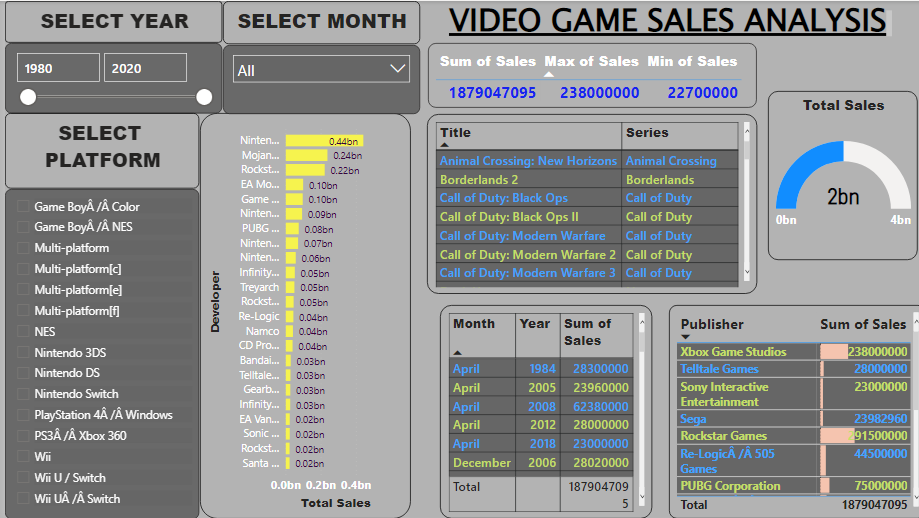 SELECT YEAR
SELECT MONTH
VIDEO GAME SALES ANALYSIS
1980
2020
All
Sum of Sales Max of Sales Min of Sales
1879047095 238000000 22700000
Total Sales
2bn
0bn
4bn
SELECT
PLATFORM
Game BoyÂ /Â Color
Game BoyÂ /Â NES
Multi-platform
Multi-platform[c]
Multi-platform[e]
Multi-platform[f]
NES
Nintendo 3DS
Nintendo DS
Nintendo Switch
PlayStation 4Â /Â Windows
PS3Â /Â Xbox 360
Wii
Wii U / Switch
Wii UÂ /Â Switch
Developer
Ninten... 0.44bn
Mojan... 0.24bn
Rockst... 0.22bn
EA Mo... 0.10bn
Game ... 0.10bn
Ninten... 0.09bn
PUBG ... 0.08bn
Ninten... 0.07bn
Ninten... 0.06bn
Infinity... 0.05bn
Treyarch 0.05bn
Rockst... 0.05bn
Re-Logic 0.04bn
Namco 0.04bn
CD Pro... 0.04bn
Bandai... 0.03bn
Telltale... 0.03bn
Gearb... 0.03bn
Infinity... 0.03bn
EA Van... 0.02bn
Sonic ... 0.02bn
Rockst... 0.02bn
Santa ... 0.02bn
0.0bn 0.2bn 0.4bn
Total Sales
Title Series
Animal Crossing: New Horizons Animal Crossing
Borderlands 2 Borderlands
Call of Duty: Black Ops Call of Duty
Call of Duty: Black Ops II Call of Duty
Call of Duty: Modern Warfare Call of Duty
Call of Duty: Modern Warfare 2 Call of Duty
Call of Duty: Modern Warfare 3 Call of Duty
Month Year Sum of
Sales
April 1984 28300000
April 2005 23960000
April 2008 62380000
April 2012 28000000
April 2018 23000000
December 2006 28020000
Total 187904709
5
Publisher Sum of Sales
Xbox Game Studios 238000000
Telltale Games 28000000
Sony Interactive
Entertainment 23000000
Sega 23982960
Rockstar Games 291500000
Re-LogicÂ /Â 505
Games 44500000
PUBG Corporation 75000000
Total 1879047095